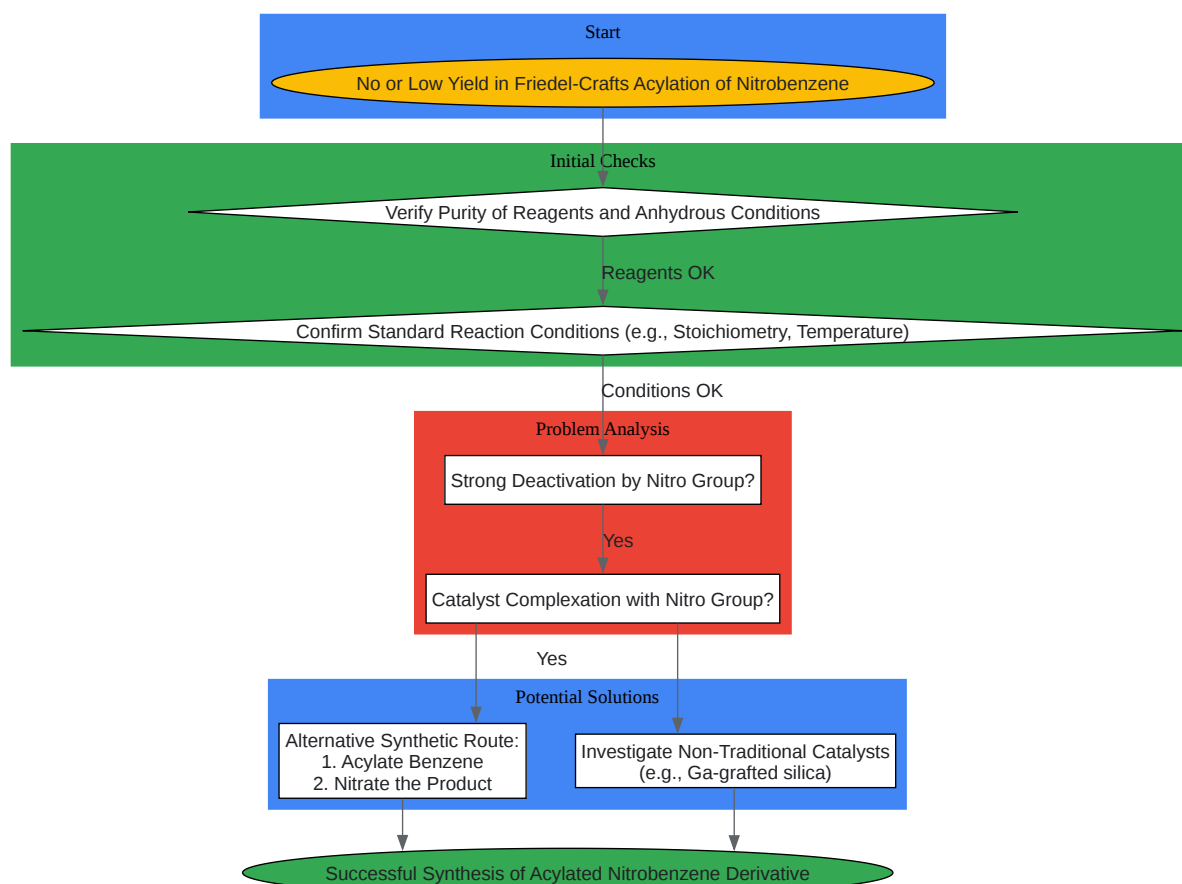 Start
No or Low Yield in Friedel-Crafts Acylation of Nitrobenzene
Initial Checks
Verify Purity of Reagents and Anhydrous Conditions
Reagents OK
Confirm Standard Reaction Conditions (e.g., Stoichiometry, Temperature)
Conditions OK
Problem Analysis
Strong Deactivation by Nitro Group?
Yes
Catalyst Complexation with Nitro Group?
Yes
Potential Solutions
Alternative Synthetic Route:
1. Acylate Benzene
2. Nitrate the Product
Investigate Non-Traditional Catalysts
(e.g., Ga-grafted silica)
Successful Synthesis of Acylated Nitrobenzene Derivative